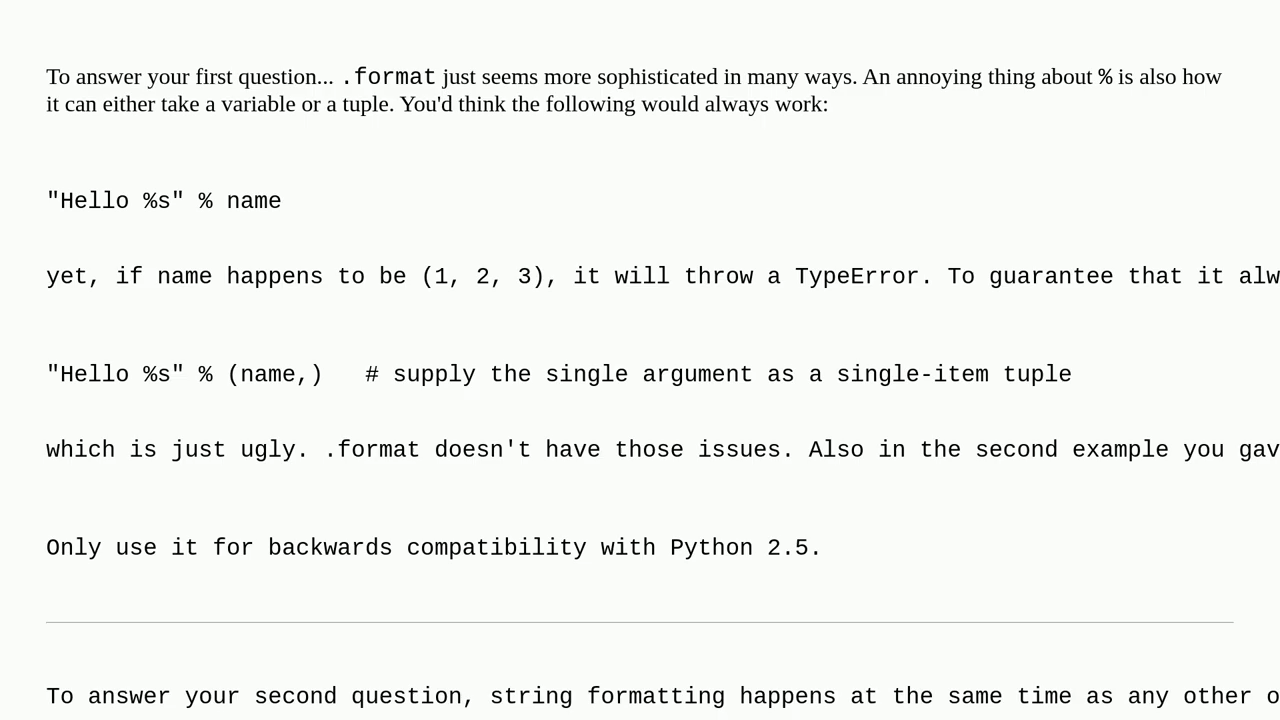 To answer your first question... .format just seems more sophisticated in many ways. An annoying thing about % is also how
it can either take a variable or a tuple. You'd think the following would always work:
"Hello %s" % name
yet, if name happens to be (1, 2, 3), it will throw a TypeError. To guarantee that it alw
"Hello %s" % (name,)   # supply the single argument as a single-item tuple
which is just ugly. .format doesn't have those issues. Also in the second example you gav
Only use it for backwards compatibility with Python 2.5.
To answer your second question, string formatting happens at the same time as any other o